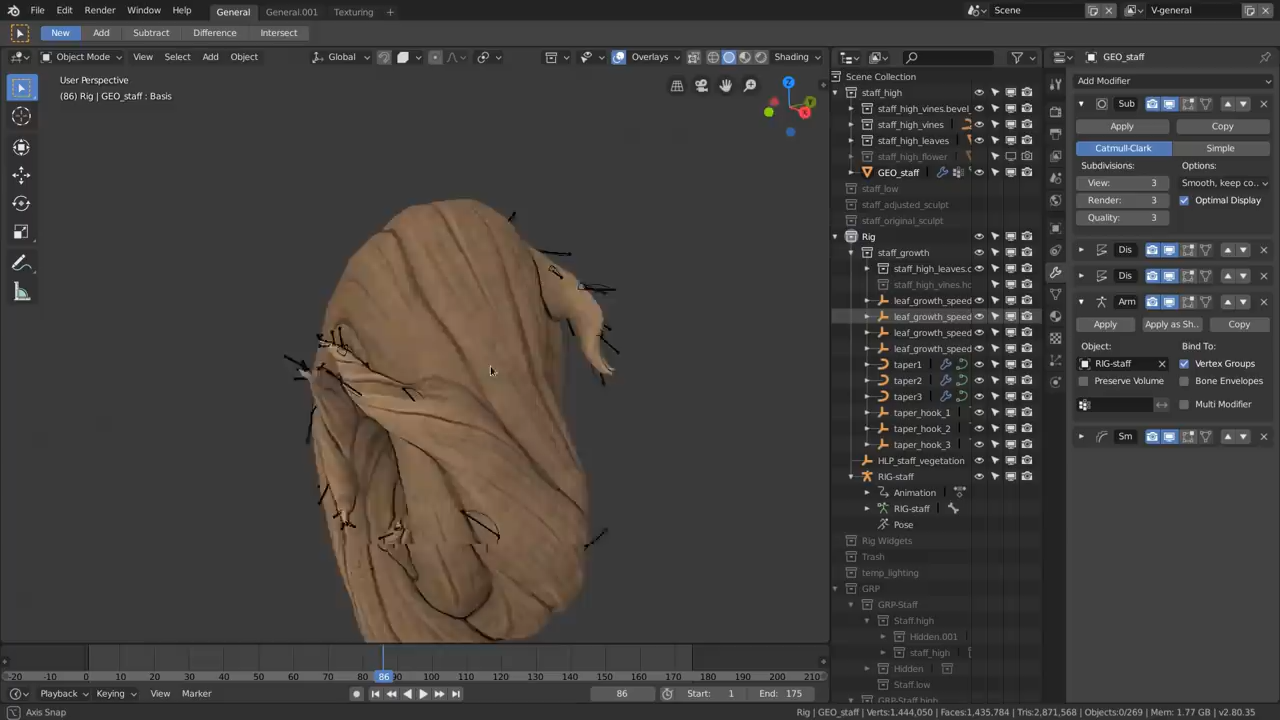 File Edit Render Window Help General General.001 Texturing + Scene V-general
New Add Subtract Difference Intersect
Object Mode View Select Add Object Global Overlays Shading GEO_staff
User Perspective
(86) Rig | GEO_staff : Basis
Scene Collection
staff_high
staff_high_vines.bevel
staff_high_vines
staff_high_leaves
staff_high_flower
GEO_staff
staff_low
staff_adjusted_sculpt
staff_original_sculpt
Rig
staff_growth
staff_high_leaves.c
staff_high_vines.hc
leaf_growth_speed
leaf_growth_speed
leaf_growth_speed
leaf_growth_speed
taper1
taper2
taper3
taper_hook_1
taper_hook_2
taper_hook_3
HLP_staff_vegetation
RIG-staff
Animation
RIG-staff
Pose
Rig Widgets
Trash
temp_lighting
GRP
GRP-Staff
Staff.high
Hidden.001
staff_high
Hidden
Staff.low
GRP-Staff.high
Add Modifier
Sub
Apply Copy
Catmull-Clark Simple
Subdivisions: Options:
View: 3 Smooth, keep co..
Render: 3 Optimal Display
Quality: 3
Dis
Dis
Arm
Apply Apply as Sh.. Copy
Object: Bind To:
RIG-staff Vertex Groups
Preserve Volume Bone Envelopes
Multi Modifier
Sm
-20 -10 0 10 20 30 40 50 60 70 80 86 90 100 110 120 130 140 150 160 170 180 190 200 210
Playback Keying View Marker 86 Start: 1 End: 175
Axis Snap Rig | GEO_staff | Verts:1,444,050 | Faces:1,435,784 | Tris:2,871,568 | Objects:0/269 | Mem: 1.77 GB | v2.80.35